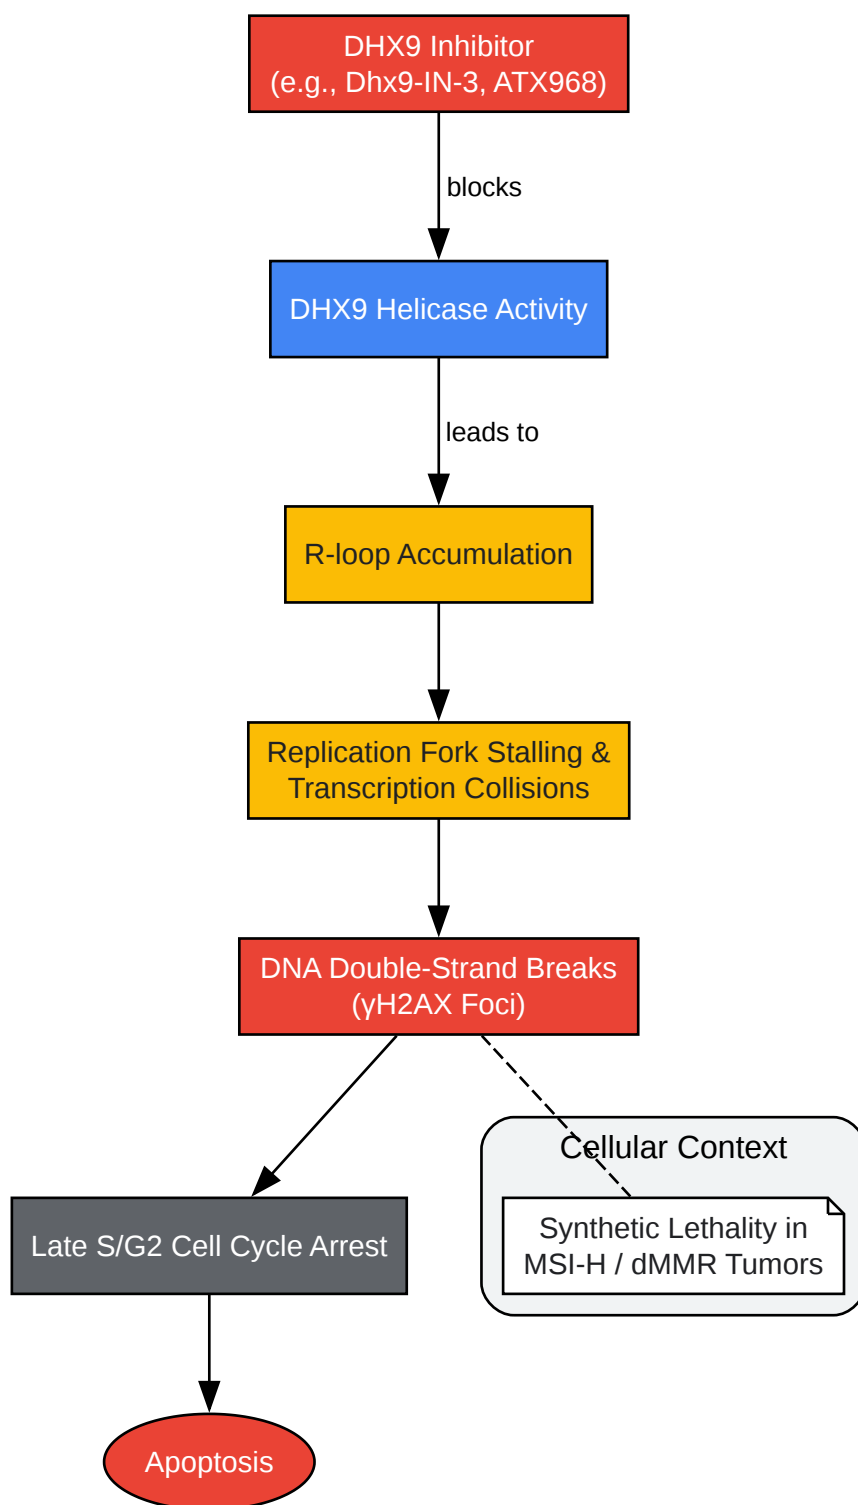 DHX9 Inhibitor
(e.g., Dhx9-IN-3, ATX968)
blocks
DHX9 Helicase Activity
leads to
R-loop Accumulation
Replication Fork Stalling &
Transcription Collisions
DNA Double-Strand Breaks
(γH2AX Foci)
Cellular Context
Late S/G2 Cell Cycle Arrest
Synthetic Lethality in
MSI-H / dMMR Tumors
Apoptosis